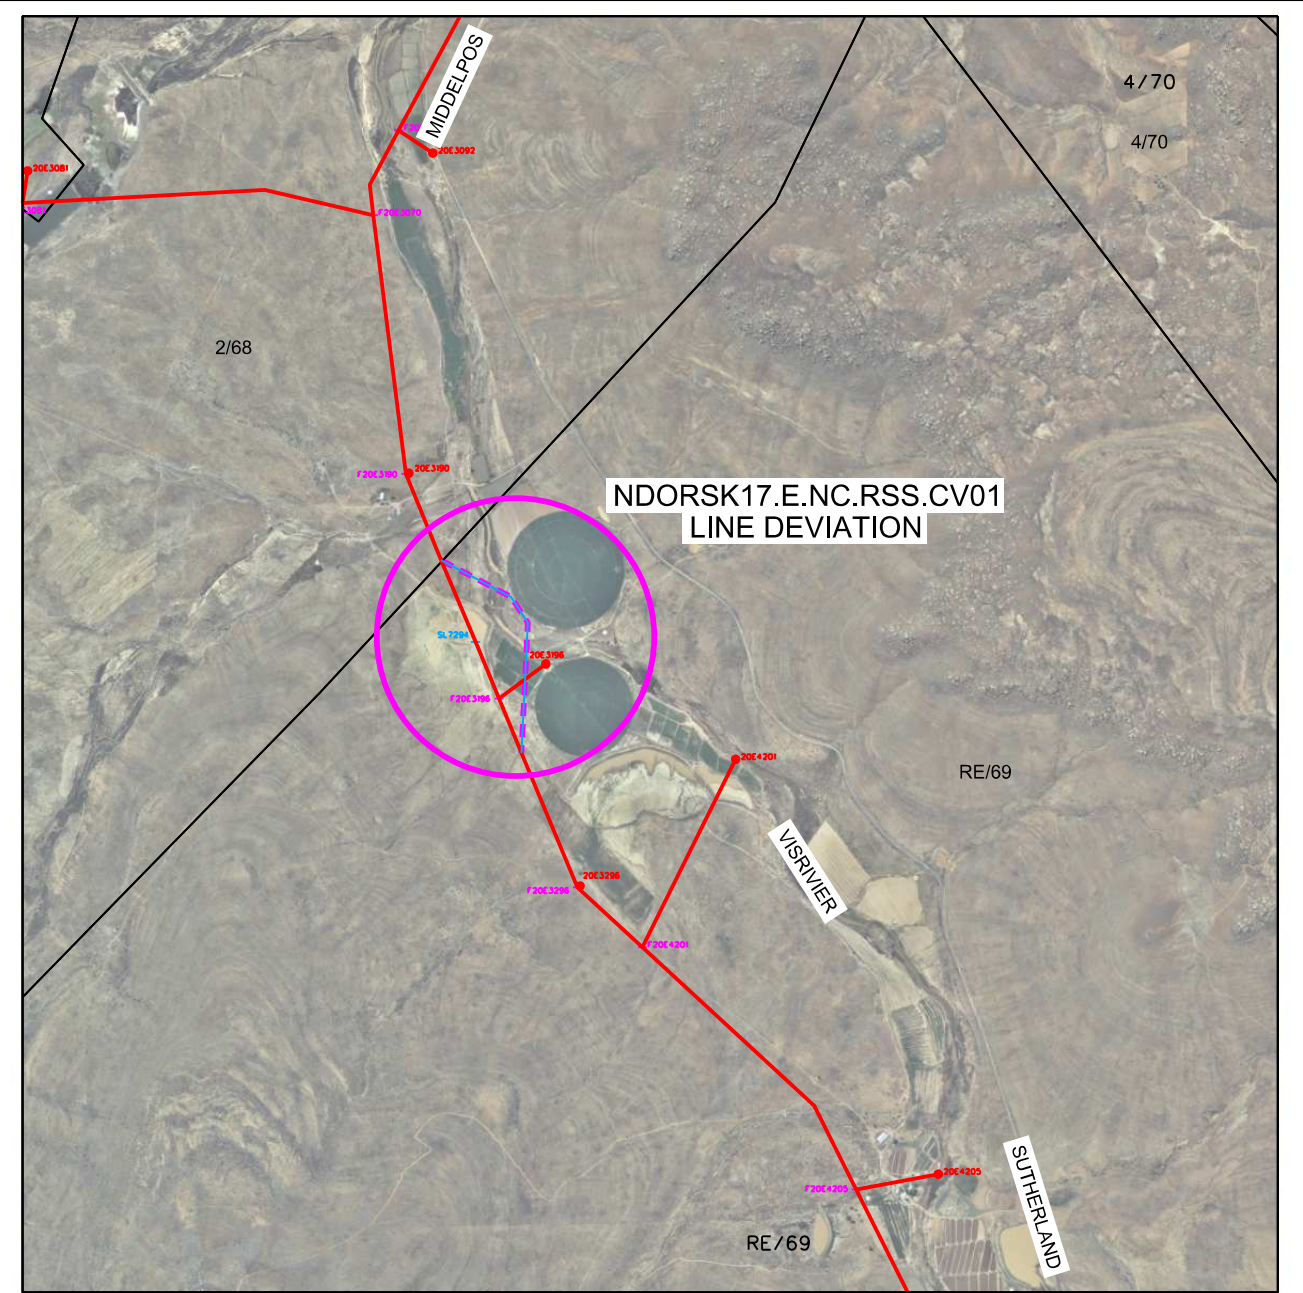 MIDDELPOS
4/70
4/70
20E3092
20E3081
F20E3070
2/68
20E3190
F20E3190
NDORSK17.E.NC.RSS.CV01
LINE DEVIATION
SL7294
20E3196
F20E3196
20E4201
RE/69
VISRIVIER
20E3296
F20E3296
F20E4201
20E4205
F20E4205
SUTHERLAND
RE/69